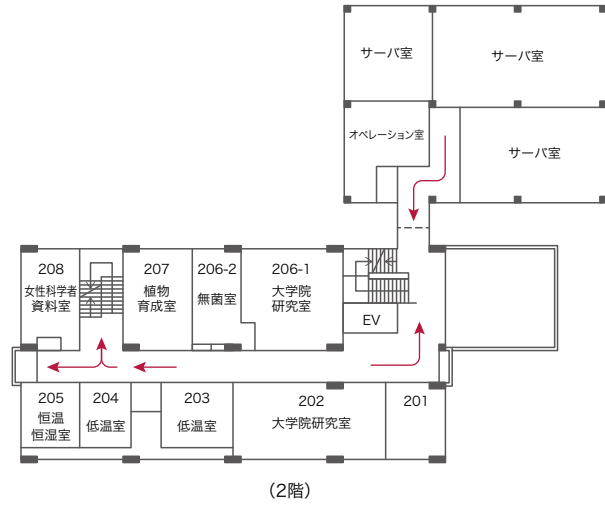 サーバ室
サーバ室
オペレーション室
サーバ室
208
女性科学者
資料室
207
植物
育成室
206-2
無菌室
206-1
大学院
研究室
EV
205
恒温
恒湿室
204
低温室
203
低温室
202
大学院研究室
201
（2階）